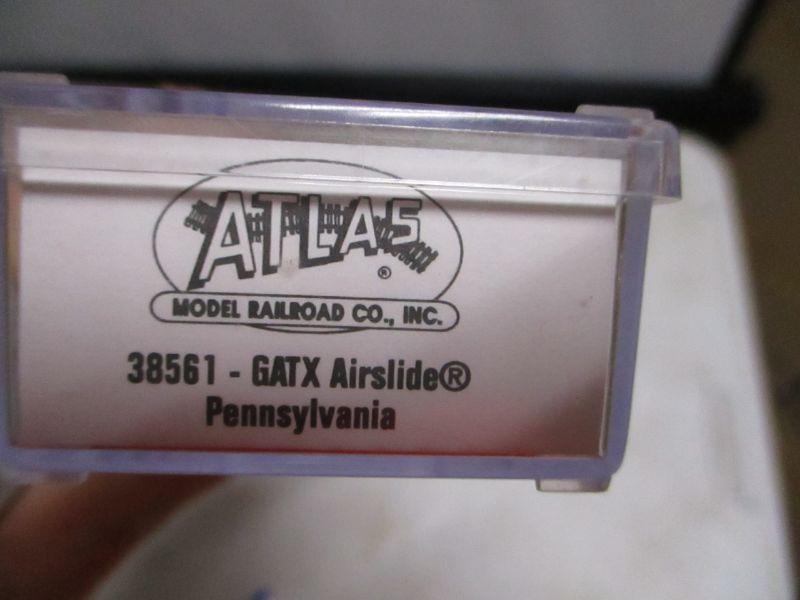 ATLAS®
MODEL RAILROAD CO., INC.
38561 - GATX Airslide®
Pennsylvania